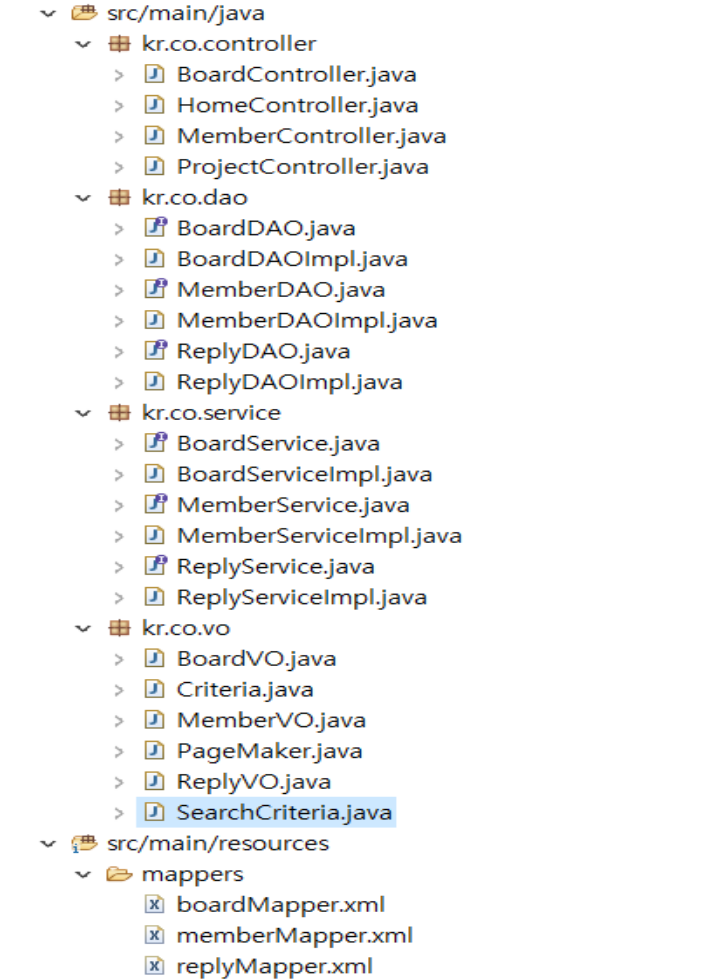 src/main/java
kr.co.controller
BoardController.java
HomeController.java
MemberController.java
ProjectController.java
kr.co.dao
BoardDAO.java
BoardDAOImpl.java
MemberDAO.java
MemberDAOImpl.java
ReplyDAO.java
ReplyDAOImpl.java
kr.co.service
BoardService.java
BoardServiceImpl.java
MemberService.java
MemberServiceImpl.java
ReplyService.java
ReplyServiceImpl.java
kr.co.vo
BoardVO.java
Criteria.java
MemberVO.java
PageMaker.java
ReplyVO.java
SearchCriteria.java
src/main/resources
mappers
boardMapper.xml
memberMapper.xml
replyMapper.xml